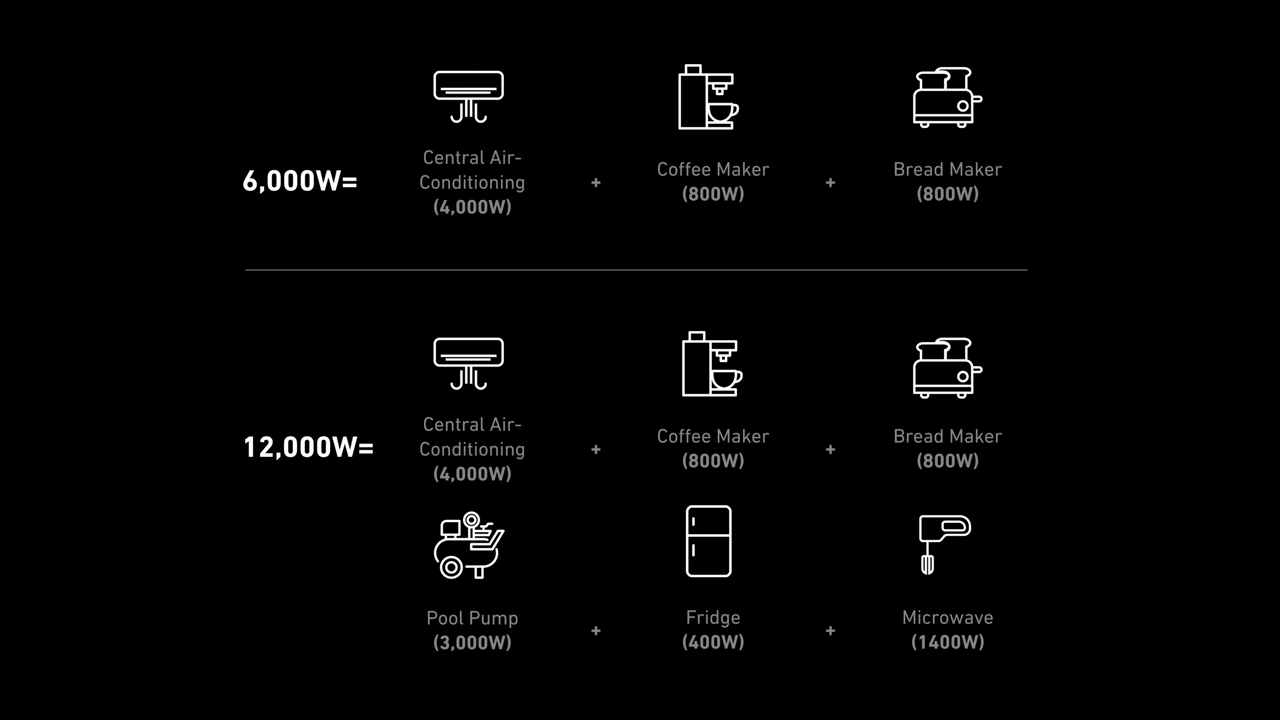 Central Air-
Conditioning
(4,000W)
6,000W=
+
Coffee Maker
(800W)
+
Bread Maker
(800W)
12,000W=
Central Air-
Conditioning
(4,000W)
+
Coffee Maker
(800W)
+
Bread Maker
(800W)
Pool Pump
(3,000W)
+
Fridge
(400W)
+
Microwave
(1400W)